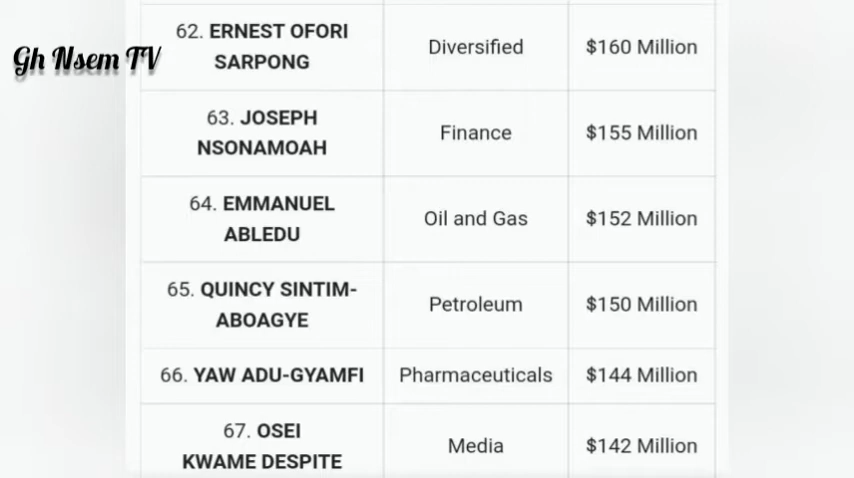 Gh Nsem TV
62. ERNEST OFORI
SARPONG
Diversified
$160 Million
63. JOSEPH
NSONAMOAH
Finance
$155 Million
64. EMMANUEL
ABLEDU
Oil and Gas
$152 Million
65. QUINCY SINTIM-
ABOAGYE
Petroleum
$150 Million
66. YAW ADU-GYAMFI
Pharmaceuticals
$144 Million
67. OSEI
KWAME DESPITE
Media
$142 Million